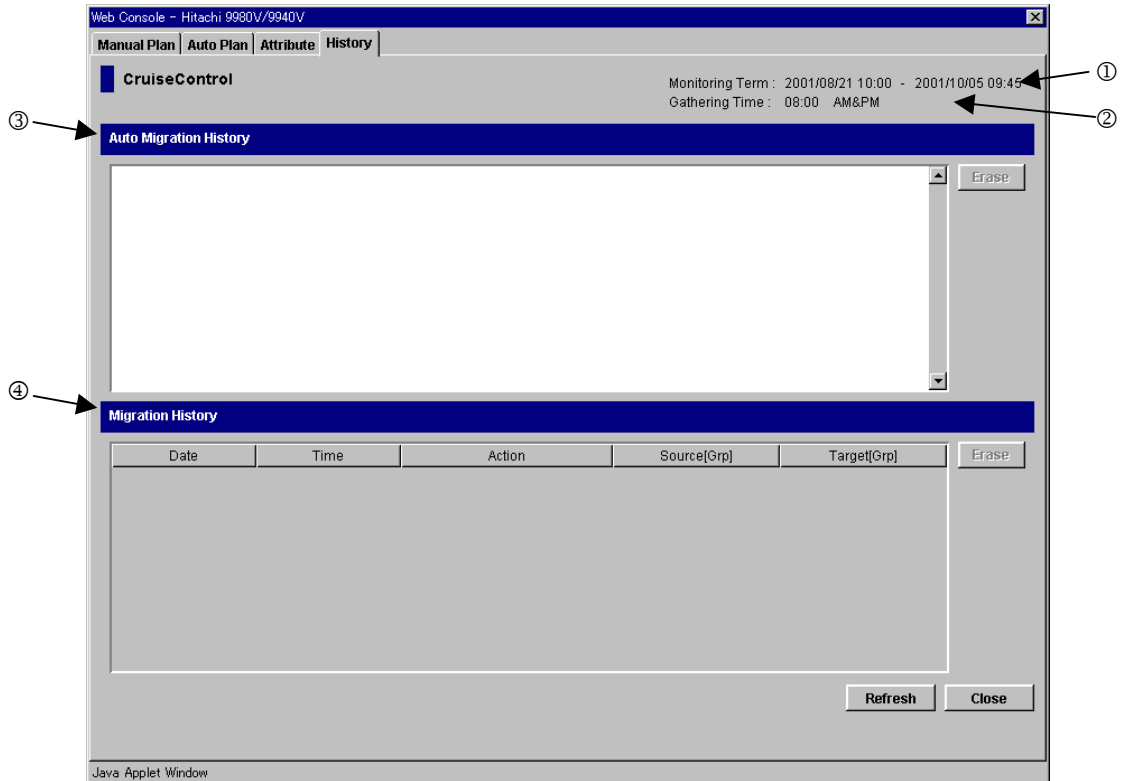 Web Console - Hitachi 9980V/9940V
Manual Plan Auto Plan Attribute History
CruiseControl
Monitoring Term : 2001/08/21 10:00 - 2001/10/05 09:45 ①
Gathering Time : 08:00 AM&PM ②
③
Auto Migration History
Erase
④
Migration History
Date Time Action Source[Grp] Target[Grp] Erase
Refresh Close
Java Applet Window